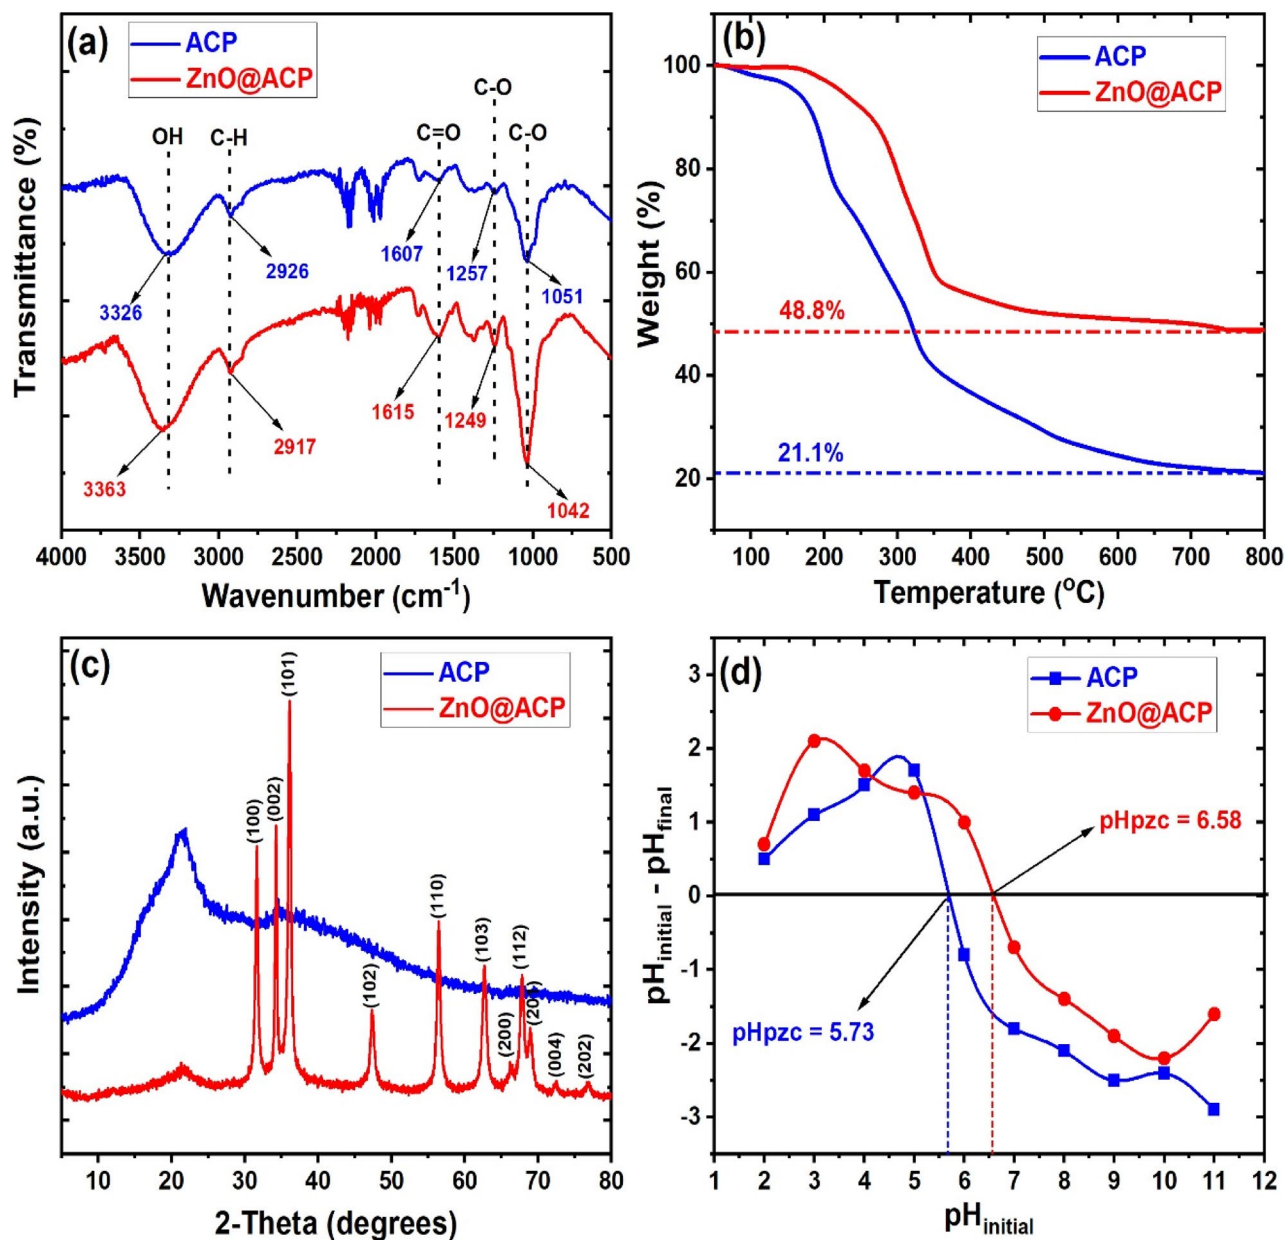 (a)
ACP
ZnO@ACP
OH
C-H
C=O
C-O
C-O
3326
2926
1607
1257
1051
3363
2917
1615
1249
1042
Transmittance (%)
4000 3500 3000 2500 2000 1500 1000 500
Wavenumber (cm⁻¹)
(b)
ACP
ZnO@ACP
100
80
60
40
20
48.8%
21.1%
Weight (%)
100 200 300 400 500 600 700 800
Temperature (ᵒC)
(c)
ACP
ZnO@ACP
(100)
(002)
(101)
(102)
(110)
(103)
(200)
(112)
(004)
(202)
Intensity (a.u.)
10 20 30 40 50 60 70 80
2-Theta (degrees)
(d)
ACP
ZnO@ACP
3
2
1
0
-1
-2
-3
pHpzc = 6.58
pHpzc = 5.73
pH_initial - pH_final
1 2 3 4 5 6 7 8 9 10 11 12
pH_initial